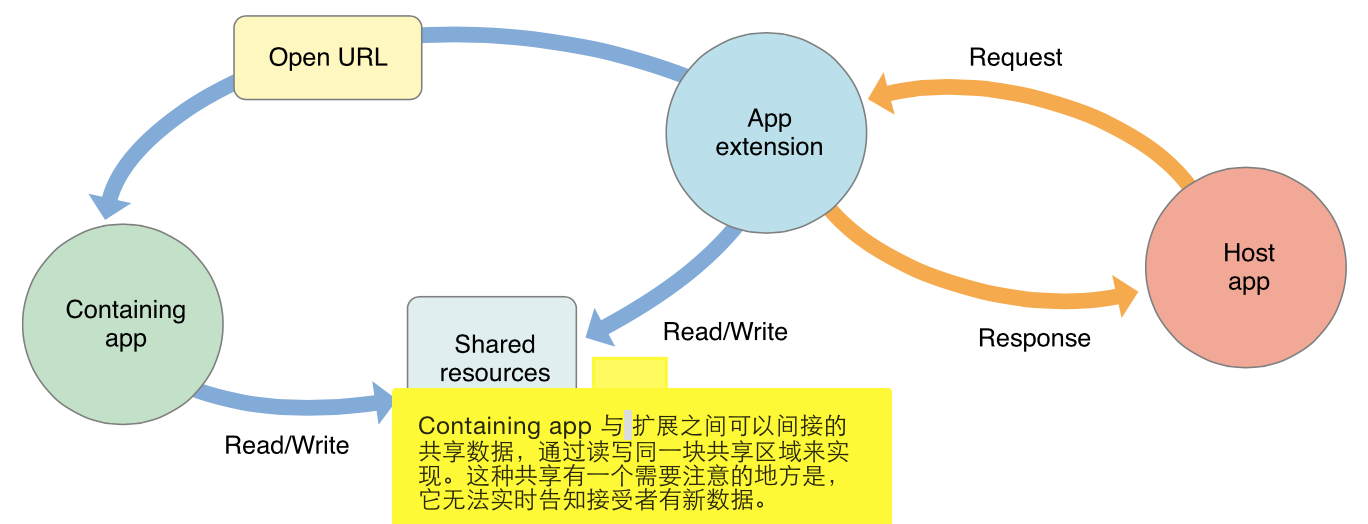 Open URL
App
extension
Request
Host
app
Containing
app
Shared
resources
Read/Write
Response
Read/Write
Containing app 与 扩展之间可以间接的
共享数据，通过读写同一块共享区域来实
现。这种共享有一个需要注意的地方是，
它无法实时告知接受者有新数据。